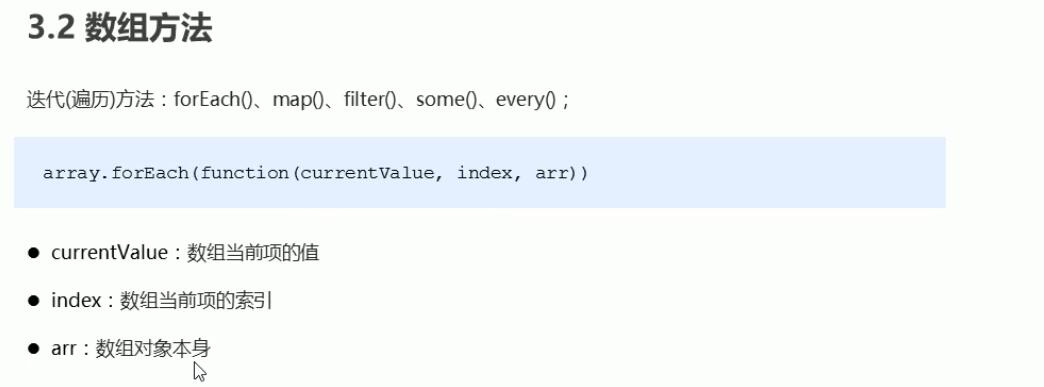 3.2 数组方法
迭代(遍历)方法：forEach()、map()、filter()、some()、every()；
array.forEach(function(currentValue, index, arr))
● currentValue：数组当前项的值
● index：数组当前项的索引
● arr：数组对象本身